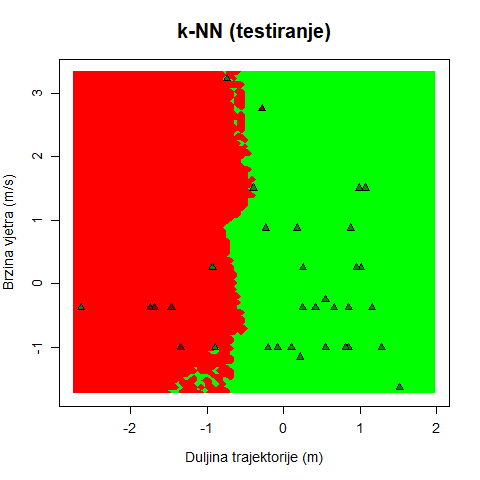 k-NN (testiranje)
Brzina vjetra (m/s)
3
2
1
0
-1
-2 -1 0 1 2
Duljina trajektorije (m)